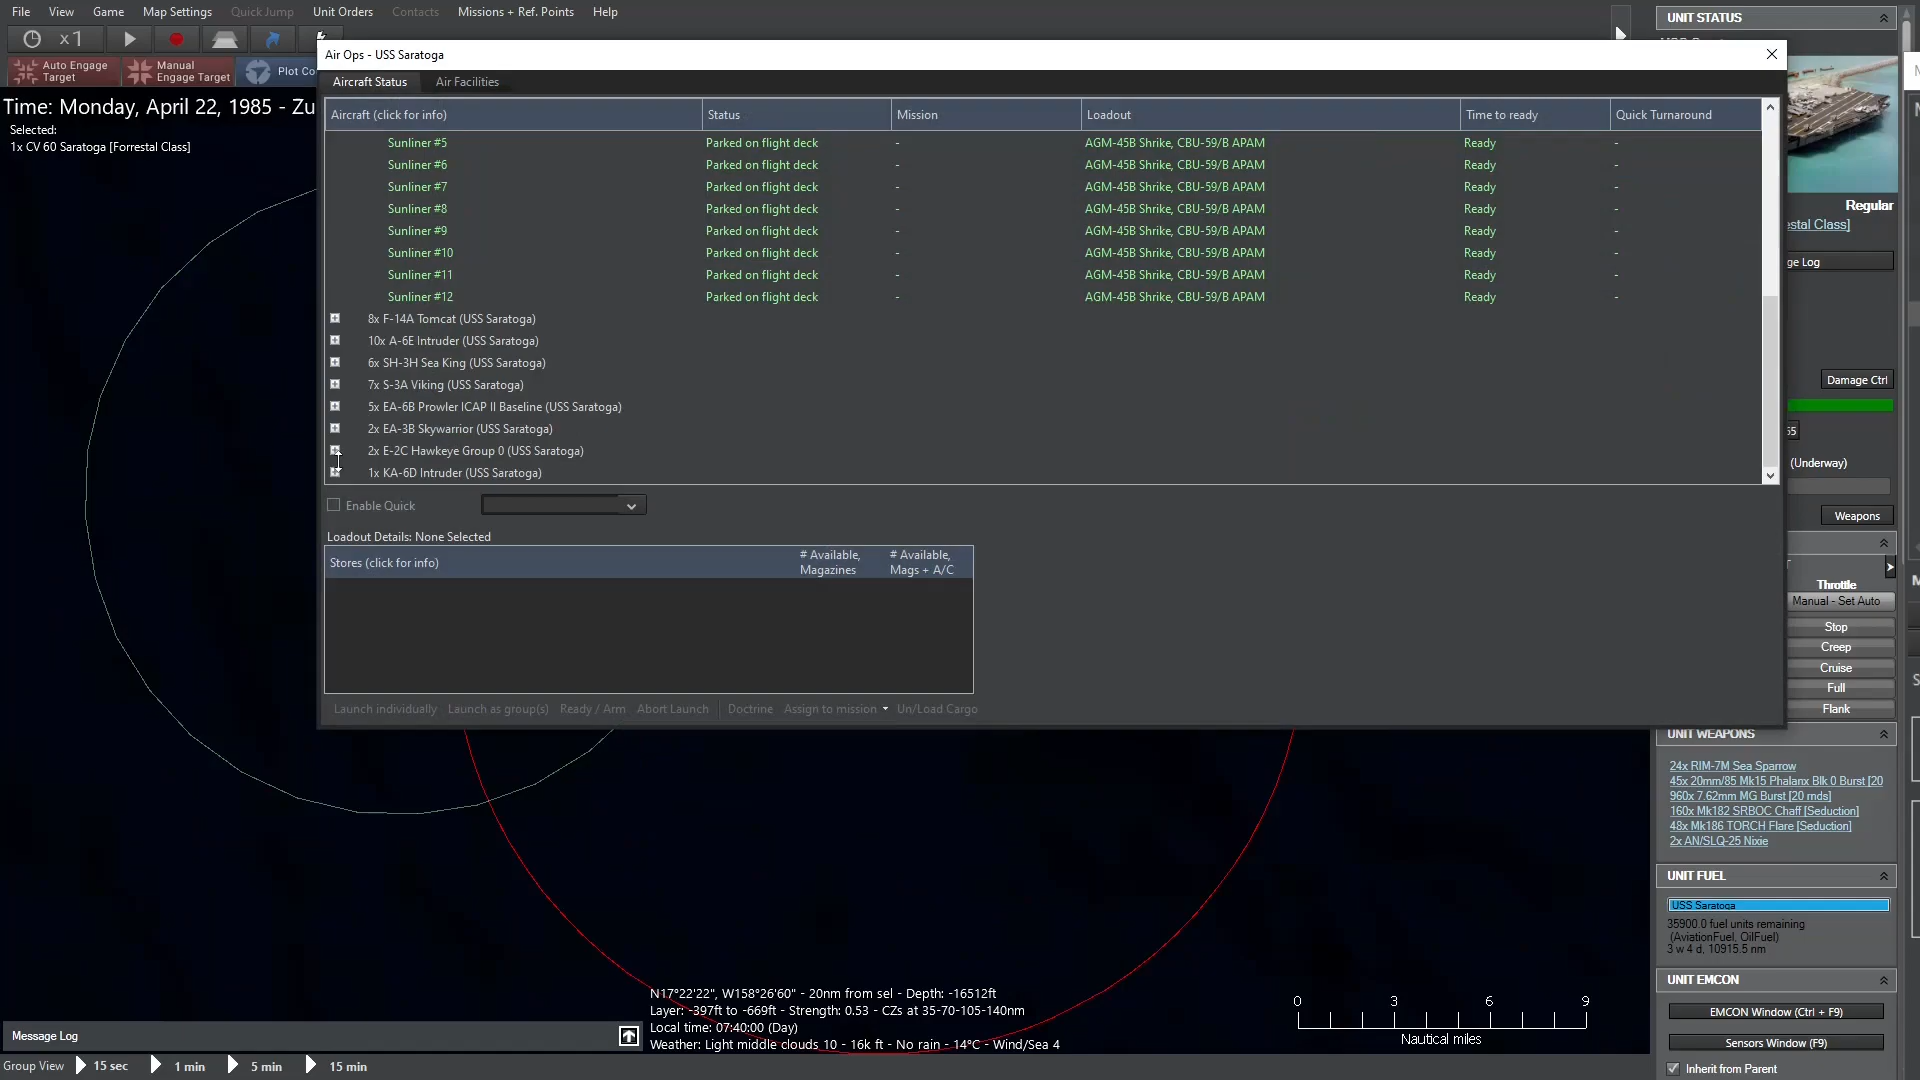 File View Game Map Settings Quick Jump Unit Orders Contacts Missions + Ref. Points Help
x 1
Auto Engage
Target
Manual
Engage Target
Plot Co
Time: Monday, April 22, 1985 - Zu
Selected:
1x CV 60 Saratoga [Forrestal Class]
Air Ops - USS Saratoga
Aircraft Status Air Facilities
Aircraft (click for info) Status Mission Loadout Time to ready Quick Turnaround
Sunliner #5 Parked on flight deck - AGM-45B Shrike, CBU-59/B APAM Ready -
Sunliner #6 Parked on flight deck - AGM-45B Shrike, CBU-59/B APAM Ready -
Sunliner #7 Parked on flight deck - AGM-45B Shrike, CBU-59/B APAM Ready -
Sunliner #8 Parked on flight deck - AGM-45B Shrike, CBU-59/B APAM Ready -
Sunliner #9 Parked on flight deck - AGM-45B Shrike, CBU-59/B APAM Ready -
Sunliner #10 Parked on flight deck - AGM-45B Shrike, CBU-59/B APAM Ready -
Sunliner #11 Parked on flight deck - AGM-45B Shrike, CBU-59/B APAM Ready -
Sunliner #12 Parked on flight deck - AGM-45B Shrike, CBU-59/B APAM Ready -
8x F-14A Tomcat (USS Saratoga)
10x A-6E Intruder (USS Saratoga)
6x SH-3H Sea King (USS Saratoga)
7x S-3A Viking (USS Saratoga)
5x EA-6B Prowler ICAP II Baseline (USS Saratoga)
2x EA-3B Skywarrior (USS Saratoga)
2x E-2C Hawkeye Group 0 (USS Saratoga)
1x KA-6D Intruder (USS Saratoga)
Enable Quick
Loadout Details: None Selected
Stores (click for info)
# Available,
Magazines
# Available,
Mags + A/C
Launch individually Launch as group(s) Ready / Arm Abort Launch Doctrine Assign to mission Un/Load Cargo
UNIT STATUS
Regular
estal Class]
ge Log
Damage Ctrl
55
(Underway)
Weapons
Throttle
Manual - Set Auto
Stop
Creep
Cruise
Full
Flank
UNIT WEAPONS
24x RIM-7M Sea Sparrow
45x 20mm/85 Mk15 Phalanx Blk 0 Burst [20
960x 7.62mm MG Burst [20 rnds]
160x Mk182 SRBOC Chaff [Seduction]
48x Mk186 TORCH Flare [Seduction]
2x AN/SLQ-25 Nixie
UNIT FUEL
USS Saratoga
35900.0 fuel units remaining
(AviationFuel, OilFuel)
3 w 4 d, 10915.5 nm
UNIT EMCON
EMCON Window (Ctrl + F9)
Sensors Window (F9)
Inherit from Parent
N17°22'22", W158°26'60" - 20nm from sel - Depth: -16512ft
Layer: -397ft to -669ft - Strength: 0.53 - CZs at 35-70-105-140nm
Local time: 07:40:00 (Day)
Weather: Light middle clouds 10 - 16k ft - No rain - 14°C - Wind/Sea 4
0 3 6 9
Nautical miles
Message Log
Group View 15 sec 1 min 5 min 15 min